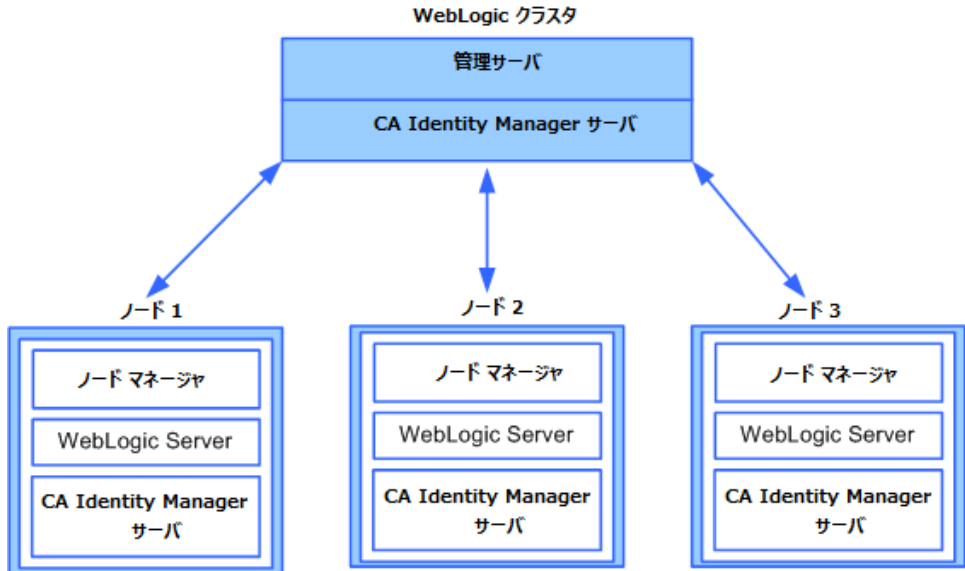 WebLogic クラスタ
管理サーバ
CA Identity Manager サーバ
ノード 1
ノード マネージャ
WebLogic Server
CA Identity Manager
サーバ
ノード 2
ノード マネージャ
WebLogic Server
CA Identity Manager
サーバ
ノード 3
ノード マネージャ
WebLogic Server
CA Identity Manager
サーバ